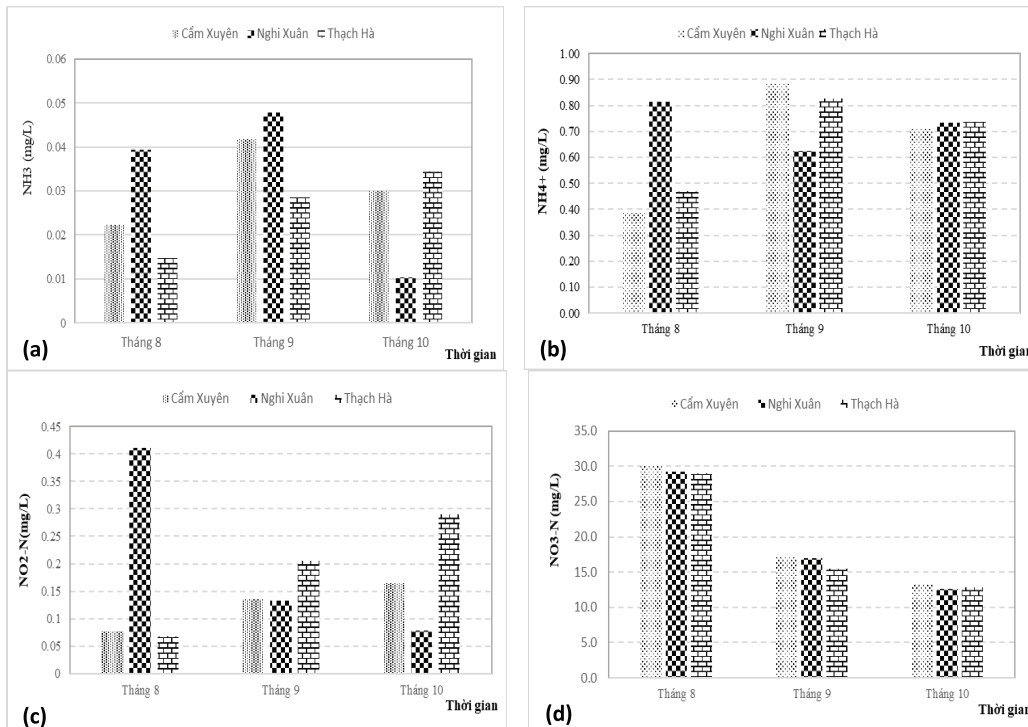 Cẩm Xuyên Nghi Xuân Thạch Hà
NH3 (mg/L)
0.06
0.05
0.04
0.03
0.02
0.01
0
Tháng 8 Tháng 9 Tháng 10
Thời gian
(a)
Cẩm Xuyên Nghi Xuân Thạch Hà
NH4+ (mg/L)
1.00
0.90
0.80
0.70
0.60
0.50
0.40
0.30
0.20
0.10
0.00
Tháng 8 Tháng 9 Tháng 10
Thời gian
(b)
Cẩm Xuyên Nghi Xuân Thạch Hà
NO2-N(mg/L)
0.45
0.4
0.35
0.3
0.25
0.2
0.15
0.1
0.05
0
Tháng 8 Tháng 9 Tháng 10
Thời gian
(c)
Cẩm Xuyên Nghi Xuân Thạch Hà
NO3-N (mg/L)
35.0
30.0
25.0
20.0
15.0
10.0
5.0
0.0
Tháng 8 Tháng 9 Tháng 10
Thời gian
(d)